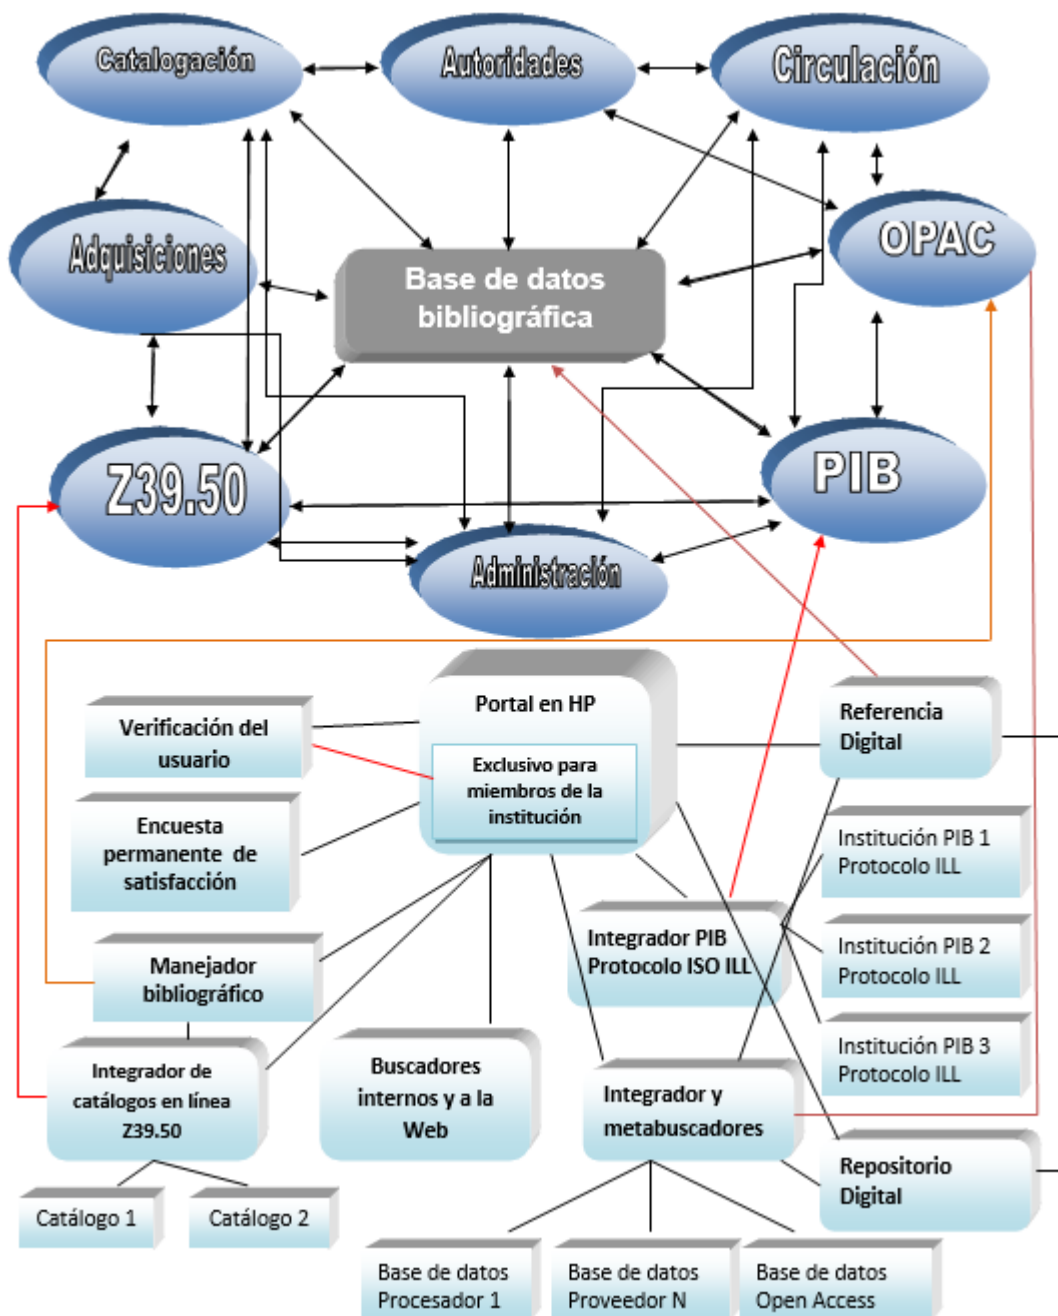 Catalogación
Autoridades
Circulación
Adquisiciones
OPAC
Base de datos
bibliográfica
Z39.50
PIB
Administración
Portal en HP
Exclusivo para
miembros de la
institución
Verificación del
usuario
Referencia
Digital
Encuesta
permanente de
satisfacción
Institución PIB 1
Protocolo ILL
Integrador PIB
Protocolo ISO ILL
Institución PIB 2
Protocolo ILL
Manejador
bibliográfico
Institución PIB 3
Protocolo ILL
Integrador de
catálogos en línea
Z39.50
Buscadores
internos y a la
Web
Integrador y
metabuscadores
Repositorio
Digital
Catálogo 1
Catálogo 2
Base de datos
Procesador 1
Base de datos
Proveedor N
Base de datos
Open Access